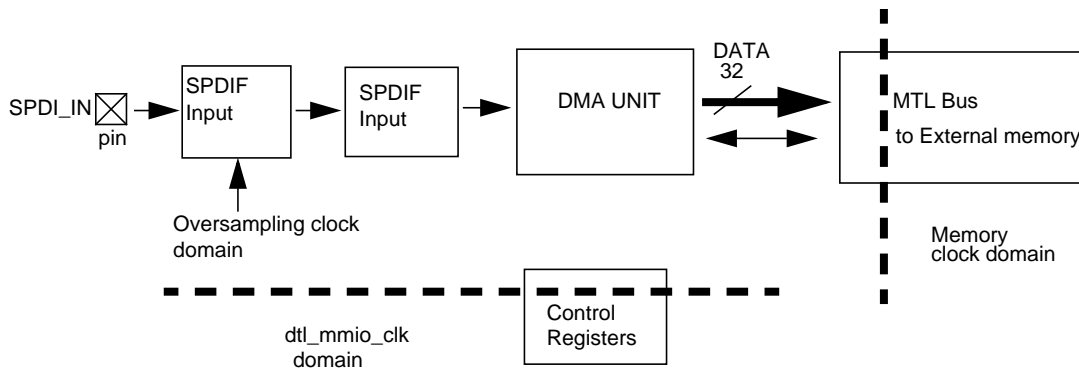 SPDI_IN
pin
SPDIF
Input
SPDIF
Input
DMA UNIT
DATA
32
MTL Bus
to External memory
Oversampling clock
domain
Memory
clock domain
Control
Registers
dtl_mmio_clk
domain